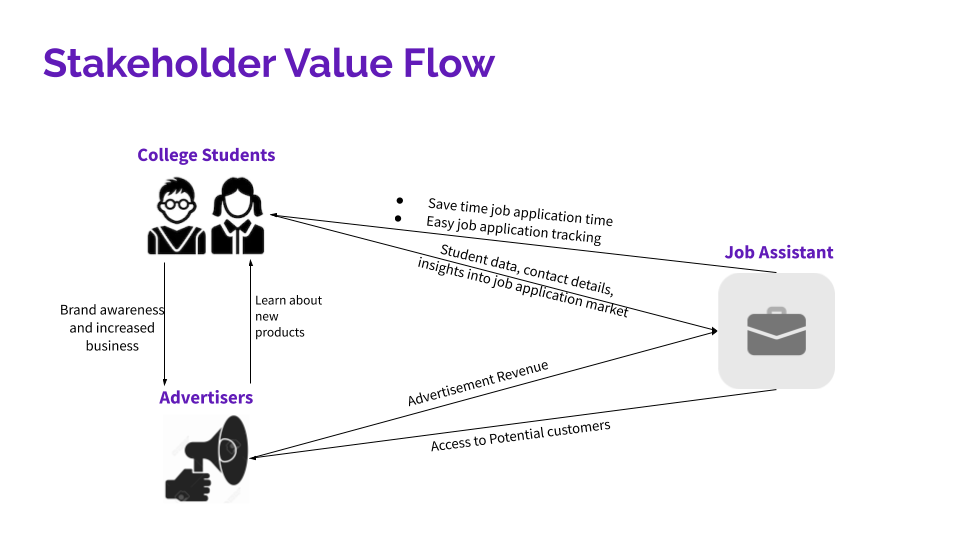 Stakeholder Value Flow
College Students
● Save time job application time
● Easy job application tracking
Student data, contact details,
insights into job application market
Job Assistant
Brand awareness
and increased
business
Learn about
new
products
Advertisers
Advertisement Revenue
Access to Potential customers